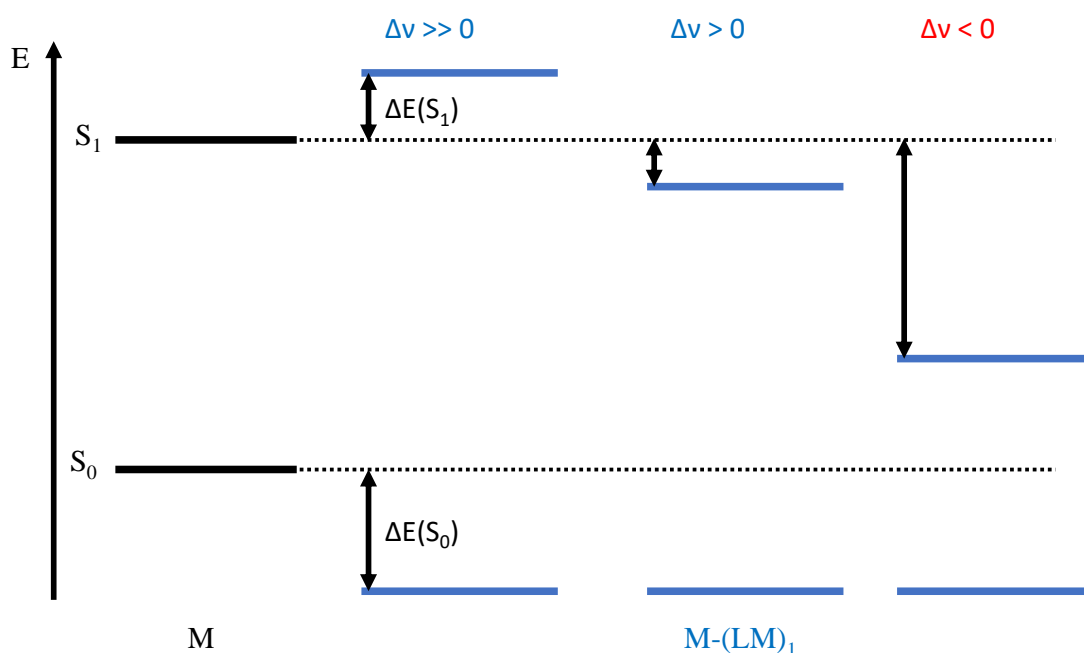 Δν >> 0
Δν > 0
Δν < 0
E
ΔE(S₁)
S₁
S₀
ΔE(S₀)
M
M-(LM)₁